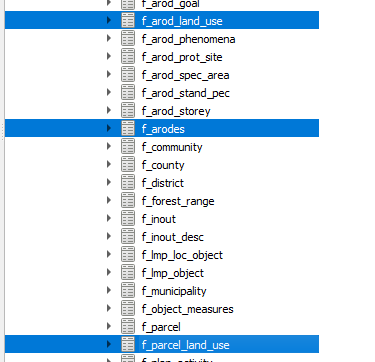 f_arod_goal
f_arod_land_use
f_arod_phenomena
f_arod_prot_site
f_arod_spec_area
f_arod_stand_pec
f_arod_storey
f_arodes
f_community
f_county
f_district
f_forest_range
f_inout
f_inout_desc
f_lmp_loc_object
f_lmp_object
f_municipality
f_object_measures
f_parcel
f_parcel_land_use
f_plan_activity